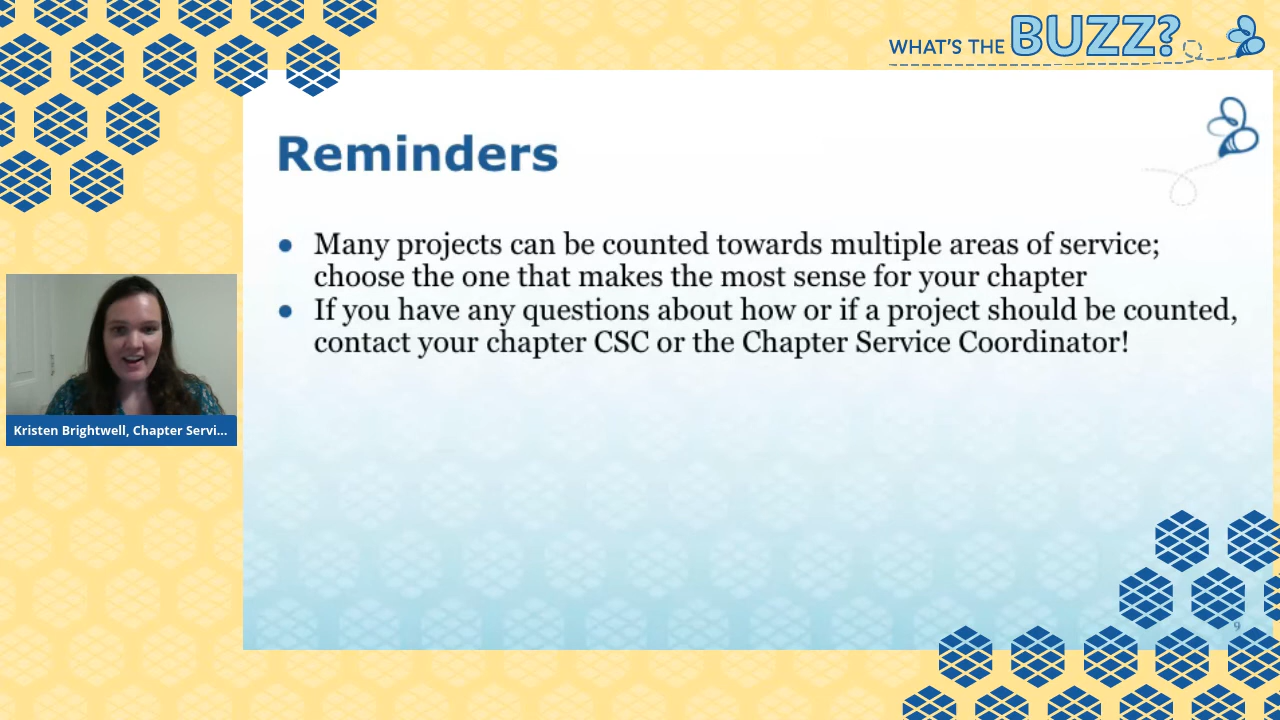 WHAT'S THE BUZZ?
Reminders
● Many projects can be counted towards multiple areas of service;
choose the one that makes the most sense for your chapter
● If you have any questions about how or if a project should be counted,
contact your chapter CSC or the Chapter Service Coordinator!
Kristen Brightwell, Chapter Servi...
9